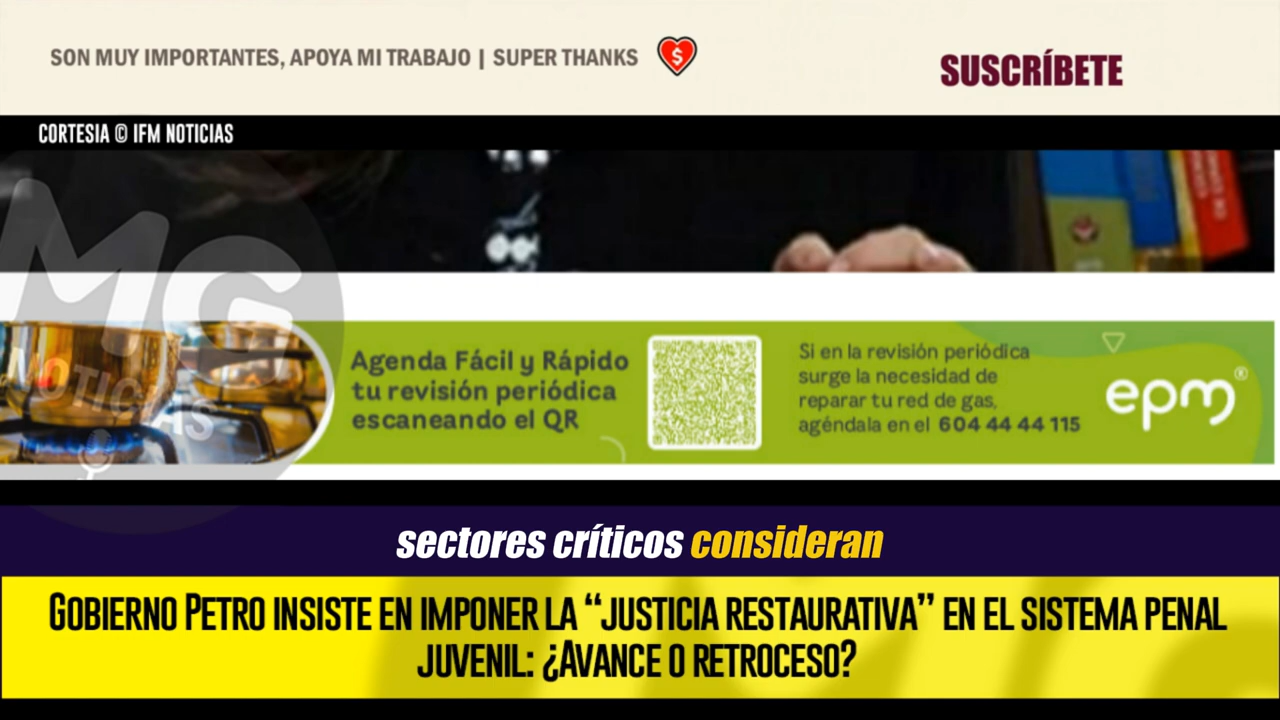 SON MUY IMPORTANTES, APOYA MI TRABAJO | SUPER THANKS $
SUSCRÍBETE
CORTESIA © IFM NOTICIAS
MG
NOTICIAS
Agenda Fácil y Rápido
tu revisión periódica
escaneando el QR
Si en la revisión periódica
surge la necesidad de
reparar tu red de gas,
agéndala en el 604 44 44 115
epm®
sectores críticos consideran
GOBIERNO PETRO INSISTE EN IMPONER LA “JUSTICIA RESTAURATIVA” EN EL SISTEMA PENAL
JUVENIL: ¿AVANCE O RETROCESO?